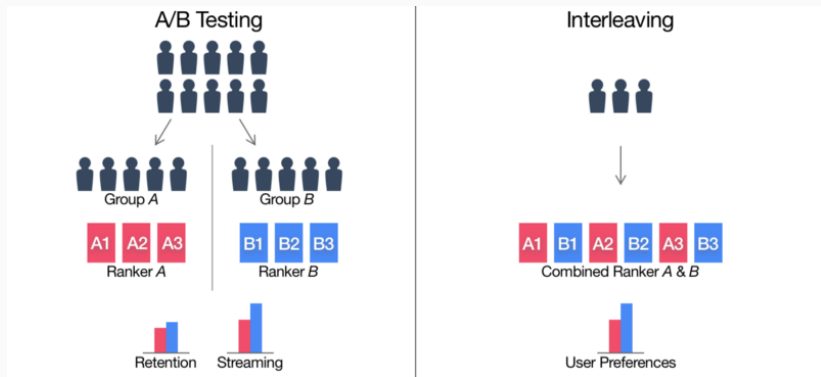 A/B Testing
Group A
Group B
A1 A2 A3
B1 B2 B3
Ranker A
Ranker B
Retention
Streaming
Interleaving
A1 B1 A2 B2 A3 B3
Combined Ranker A & B
User Preferences